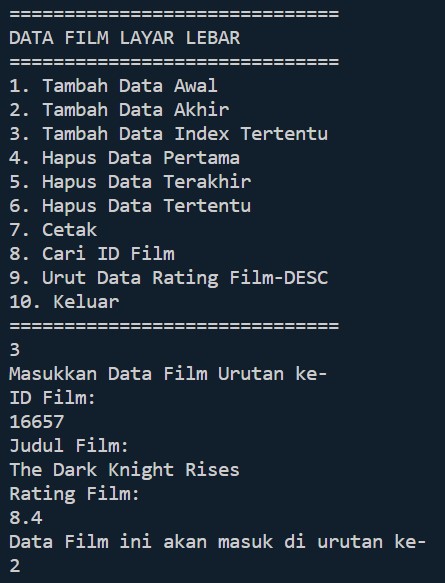 ==============================
DATA FILM LAYAR LEBAR
==============================
1. Tambah Data Awal
2. Tambah Data Akhir
3. Tambah Data Index Tertentu
4. Hapus Data Pertama
5. Hapus Data Terakhir
6. Hapus Data Tertentu
7. Cetak
8. Cari ID Film
9. Urut Data Rating Film-DESC
10. Keluar
==============================
3
Masukkan Data Film Urutan ke-
ID Film:
16657
Judul Film:
The Dark Knight Rises
Rating Film:
8.4
Data Film ini akan masuk di urutan ke-
2